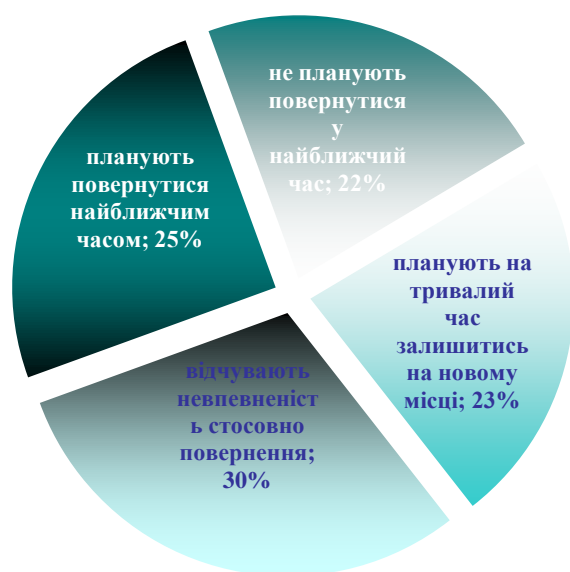 не планують
повернутися
у
найближчий
час; 22%
планують
повернутися
найближчим
часом; 25%
планують на
тривалий
час
залишитись
на новому
місці; 23%
відчувають
невпевненіст
ь стосовно
повернення;
30%